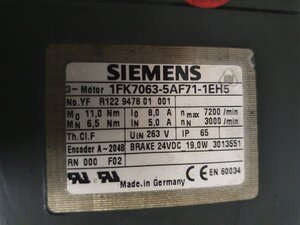 SIEMENS
3~Motor 1FK7063-5AF71-1EH5
No.YF R122 9478 01 001
M0 11,0 Nm I0 8,0 A nmax 7200 /min
MN 6,5 Nm IN 5,0 A nN 3000 /min
Th.Cl.F UIN 263 V IP 65
Encoder A-2048 BRAKE 24VDC 19,0W 3013551
RN 000 F02
Made in Germany CE EN 60034